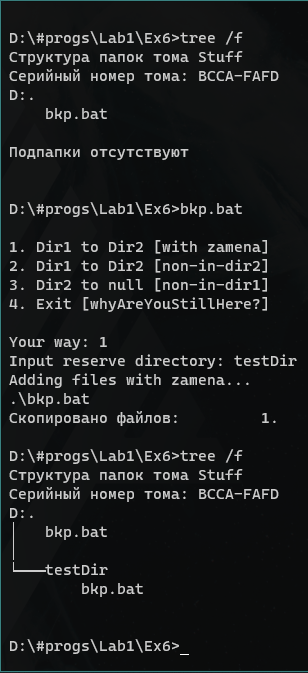 D:\#progs\Lab1\Ex6>tree /f
Структура папок тома Stuff
Серийный номер тома: BCCA-FAFD
D:.
    bkp.bat
Подпапки отсутствуют
D:\#progs\Lab1\Ex6>bkp.bat
1. Dir1 to Dir2 [with zamena]
2. Dir1 to Dir2 [non-in-dir2]
3. Dir2 to null [non-in-dir1]
4. Exit [whyAreYouStillHere?]
Your way: 1
Input reserve directory: testDir
Adding files with zamena...
.\bkp.bat
Скопировано файлов:         1.
D:\#progs\Lab1\Ex6>tree /f
Структура папок тома Stuff
Серийный номер тома: BCCA-FAFD
D:.
│   bkp.bat
│
└───testDir
        bkp.bat
D:\#progs\Lab1\Ex6>_